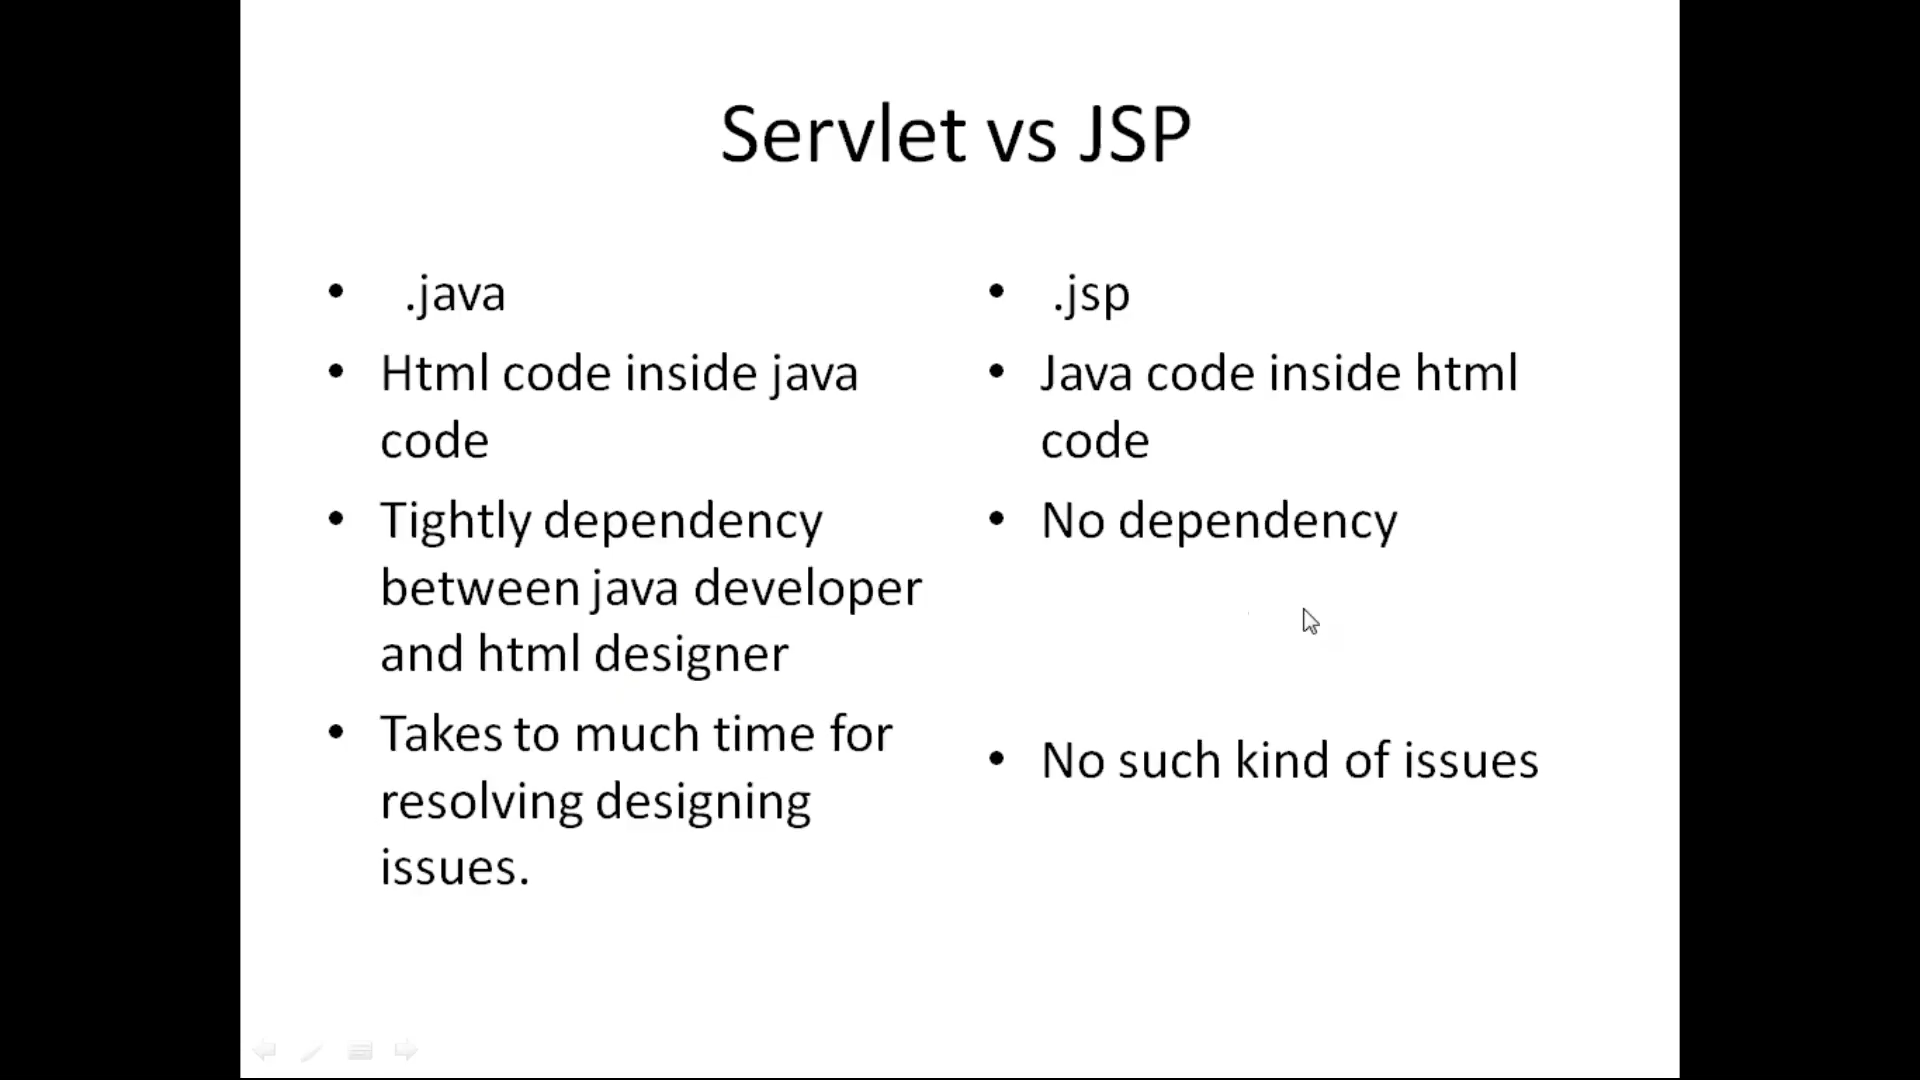 Servlet vs JSP
• .java
• Html code inside java
code
• Tightly dependency
between java developer
and html designer
• Takes to much time for
resolving designing
issues.
• .jsp
• Java code inside html
code
• No dependency
• No such kind of issues